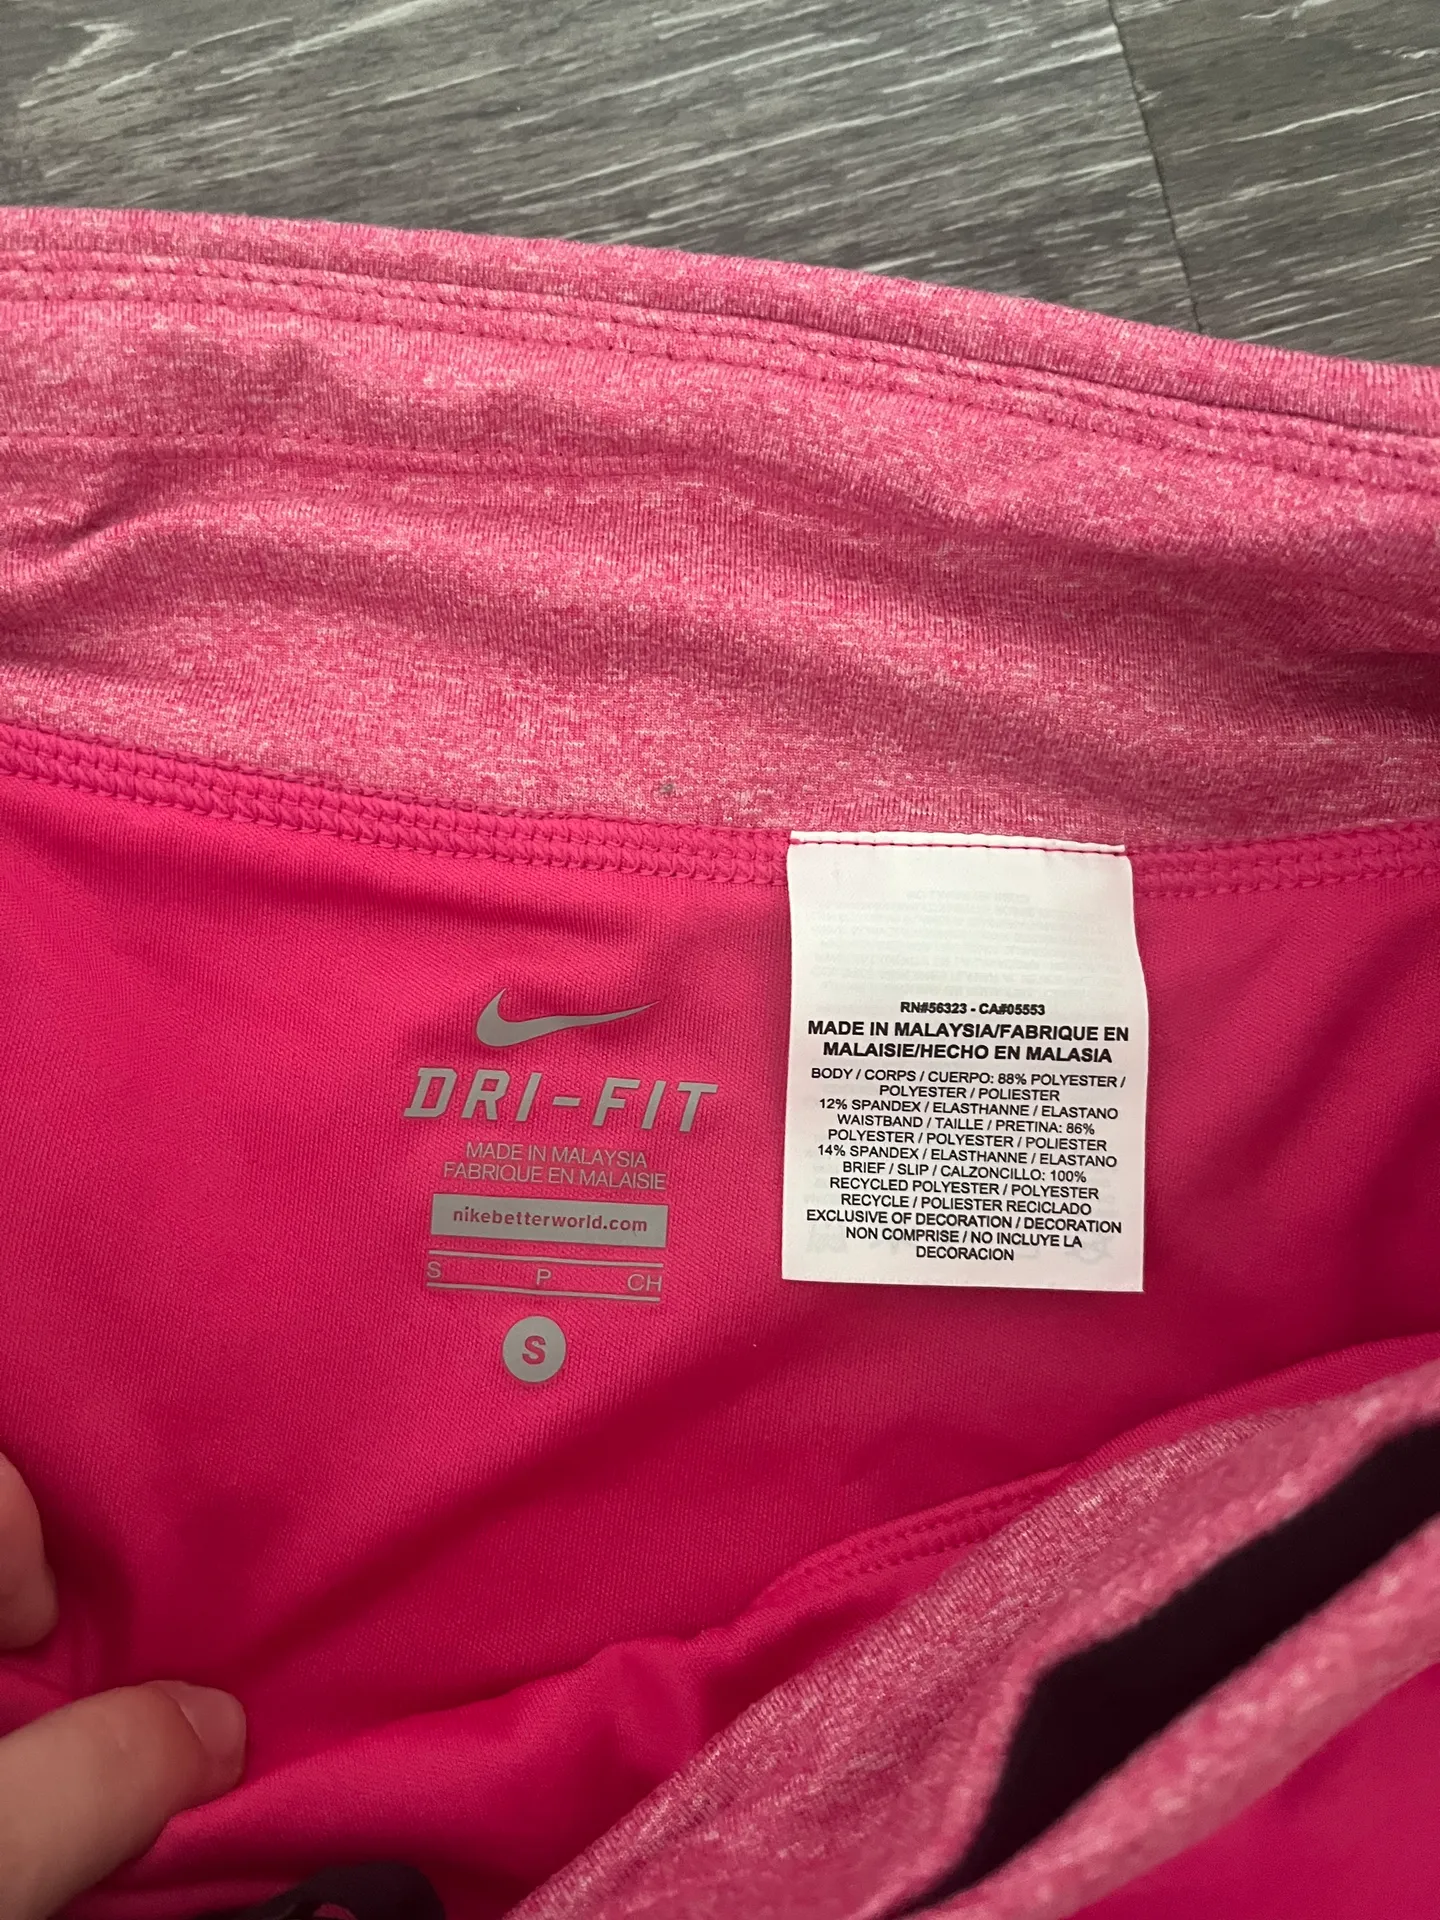 DRI-FIT
MADE IN MALAYSIA
FABRIQUE EN MALAISIE
nikebetterworld.com
S P CH
S
RN#56323 - CA#05553
MADE IN MALAYSIA/FABRIQUE EN
MALAISIE/HECHO EN MALASIA
BODY / CORPS / CUERPO: 88% POLYESTER /
POLYESTER / POLIESTER
12% SPANDEX / ELASTHANNE / ELASTANO
WAISTBAND / TAILLE / PRETINA: 86%
POLYESTER / POLYESTER / POLIESTER
14% SPANDEX / ELASTHANNE / ELASTANO
BRIEF / SLIP / CALZONCILLO: 100%
RECYCLED POLYESTER / POLYESTER
RECYCLE / POLIESTER RECICLADO
EXCLUSIVE OF DECORATION / DECORATION
NON COMPRISE / NO INCLUYE LA
DECORACION